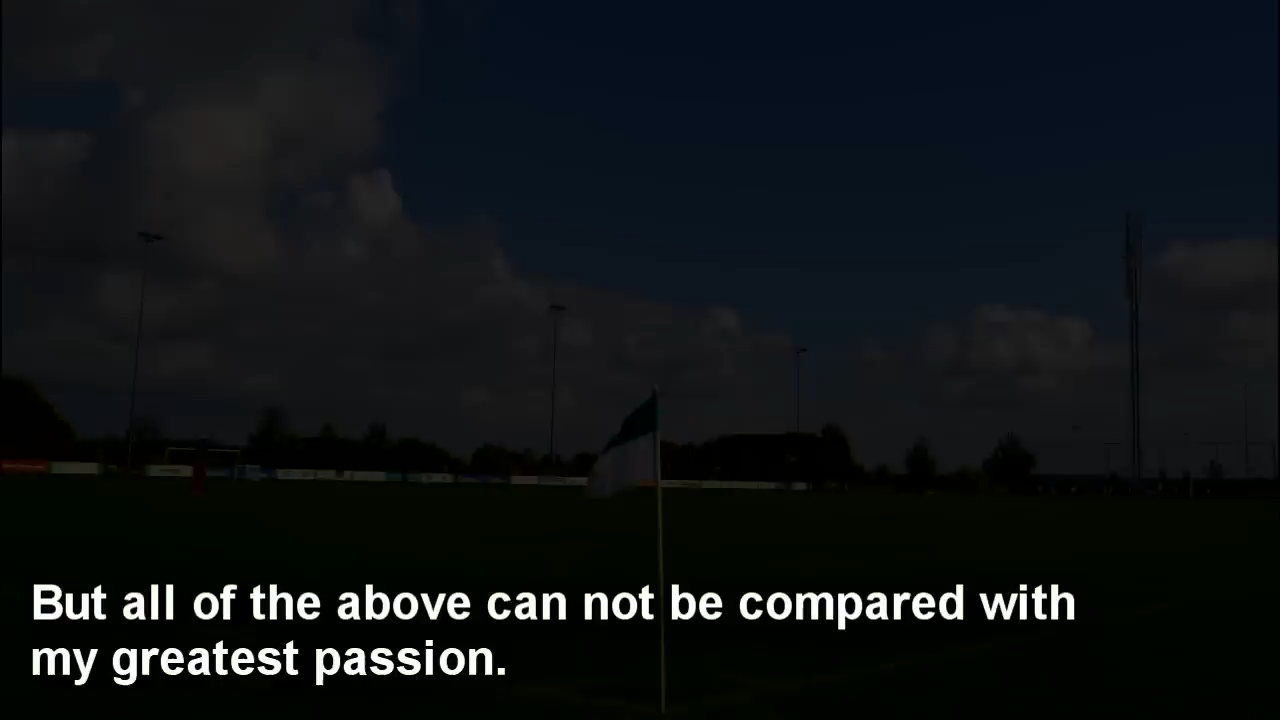 But all of the above can not be compared with
my greatest passion.